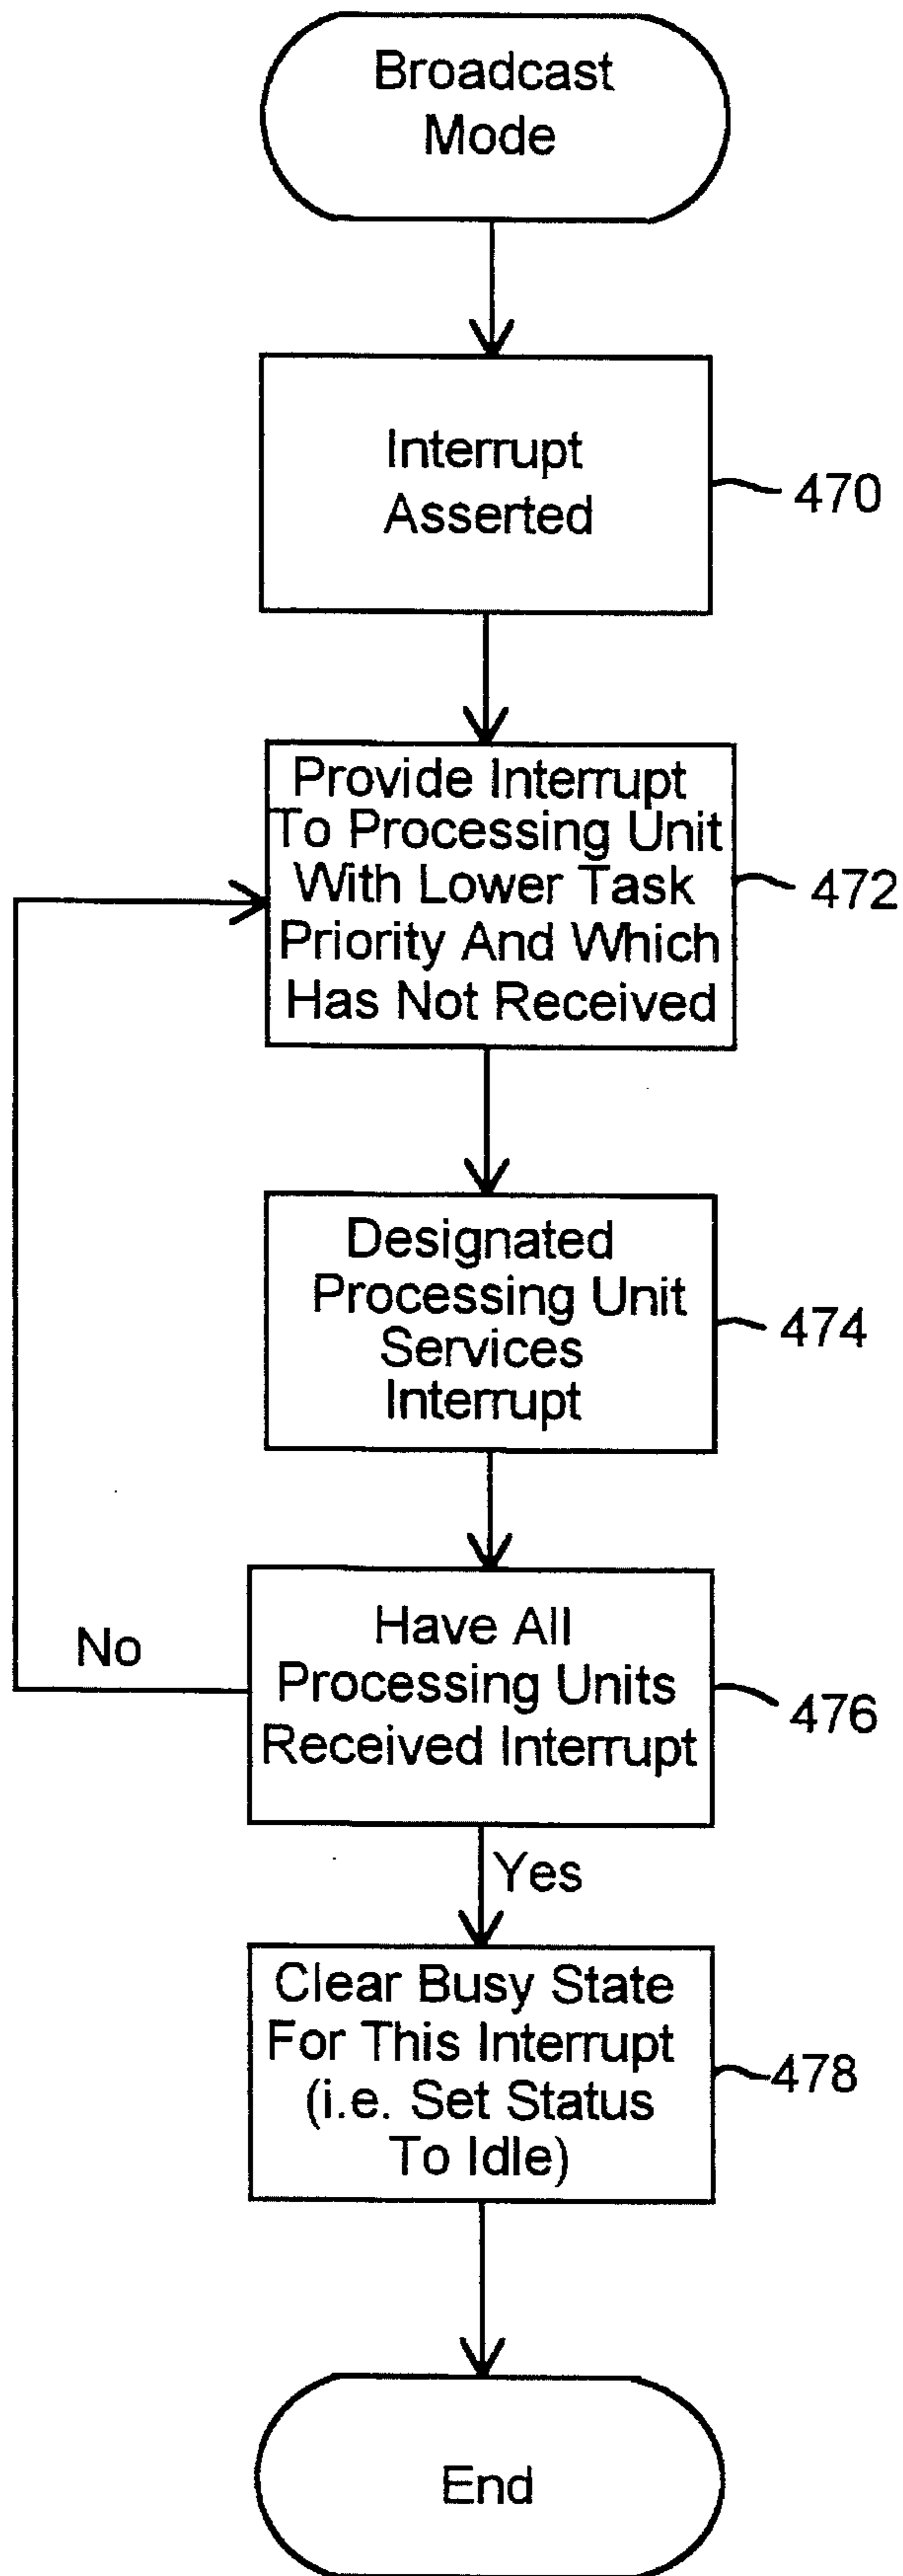 Broadcast
Mode
Interrupt
Asserted
470
Provide Interrupt
To Processing Unit
With Lower Task
Priority And Which
Has Not Received
472
Designated
Processing Unit
Services
Interrupt
474
Have All
Processing Units
Received Interrupt
476
No
Yes
Clear Busy State
For This Interrupt
(i.e. Set Status
To Idle)
478
End